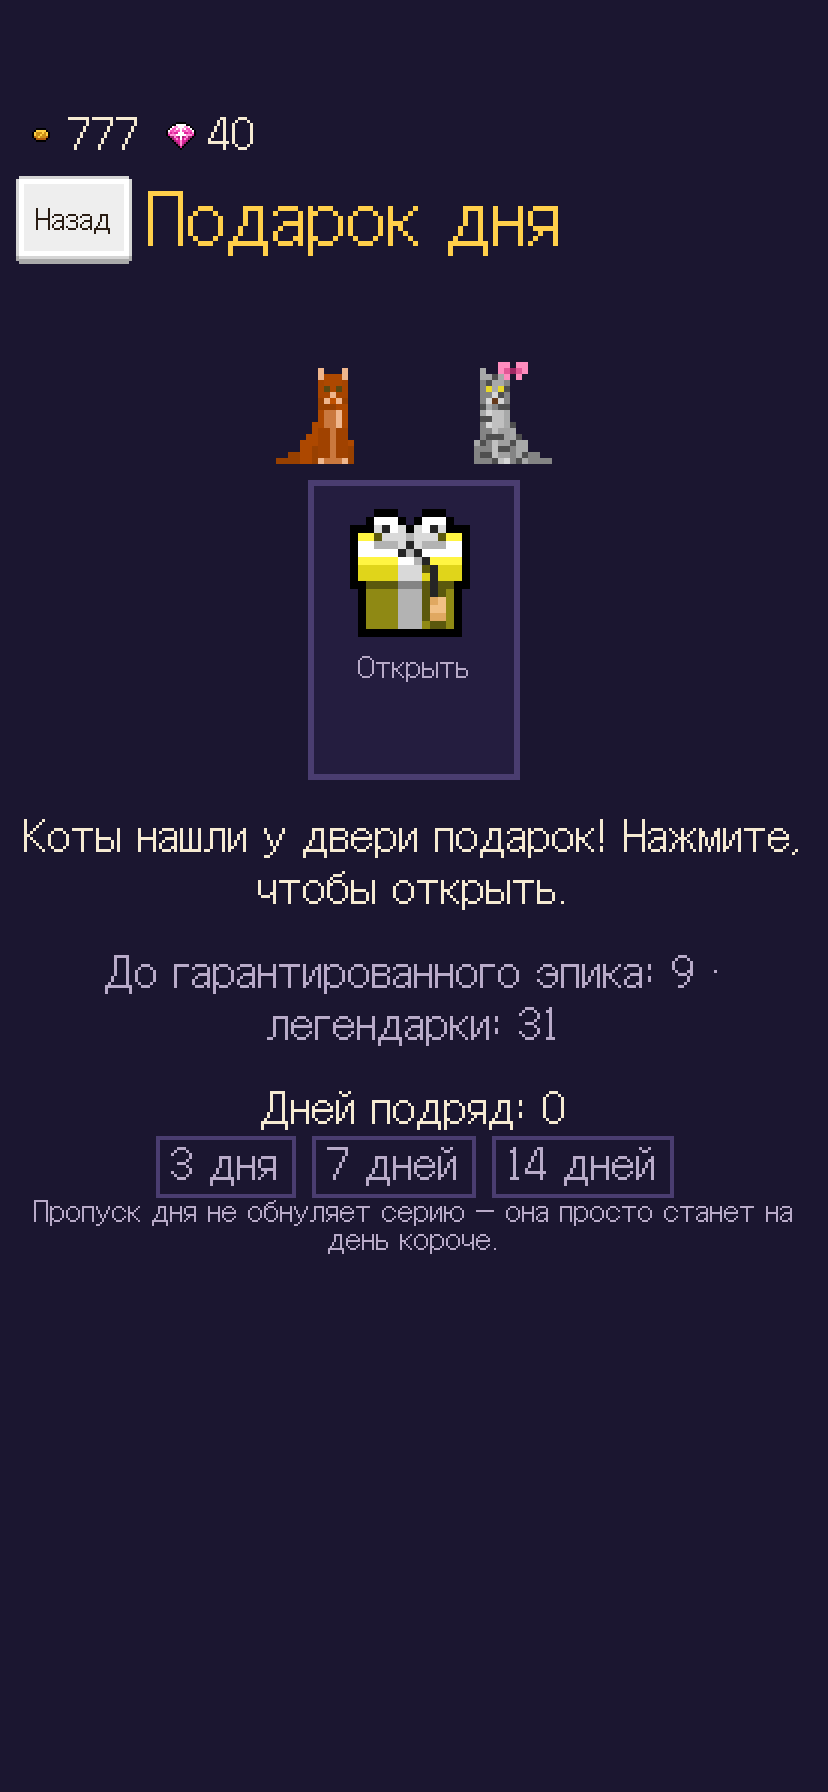 777 40
Назад Подарок дня
Открыть
Коты нашли у двери подарок! Нажмите,
чтобы открыть.
До гарантированного эпика: 9 ·
легендарки: 31
Дней подряд: 0
3 дня 7 дней 14 дней
Пропуск дня не обнуляет серию — она просто станет на
день короче.